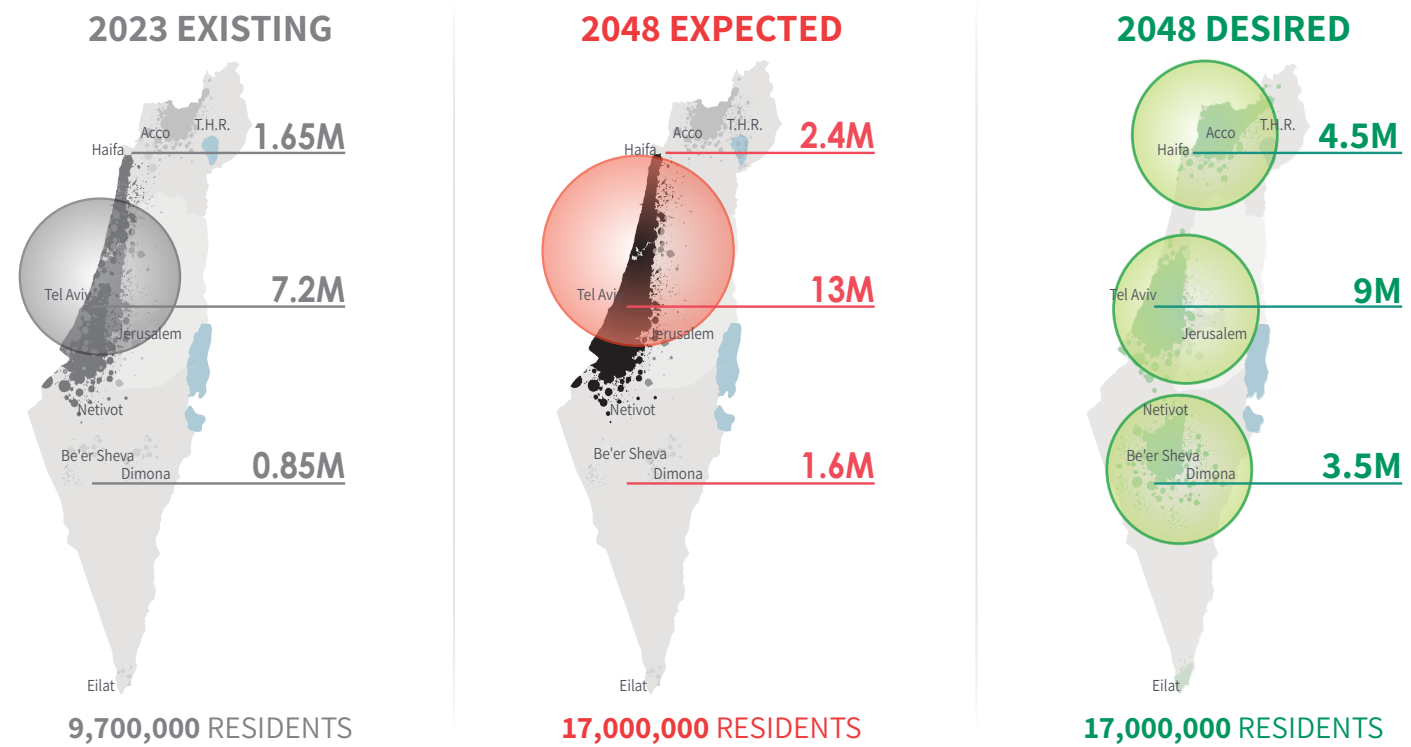 2023 EXISTING
Acco
T.H.R.
1.65M
Haifa
Tel Aviv
7.2M
Jerusalem
Netivot
Be'er Sheva
Dimona
0.85M
Eilat
9,700,000 RESIDENTS
2048 EXPECTED
Acco
T.H.R.
2.4M
Haifa
Tel Aviv
13M
Jerusalem
Netivot
Be'er Sheva
Dimona
1.6M
Eilat
17,000,000 RESIDENTS
2048 DESIRED
Acco
T.H.R.
4.5M
Haifa
Tel Aviv
9M
Jerusalem
Netivot
Be'er Sheva
Dimona
3.5M
Eilat
17,000,000 RESIDENTS